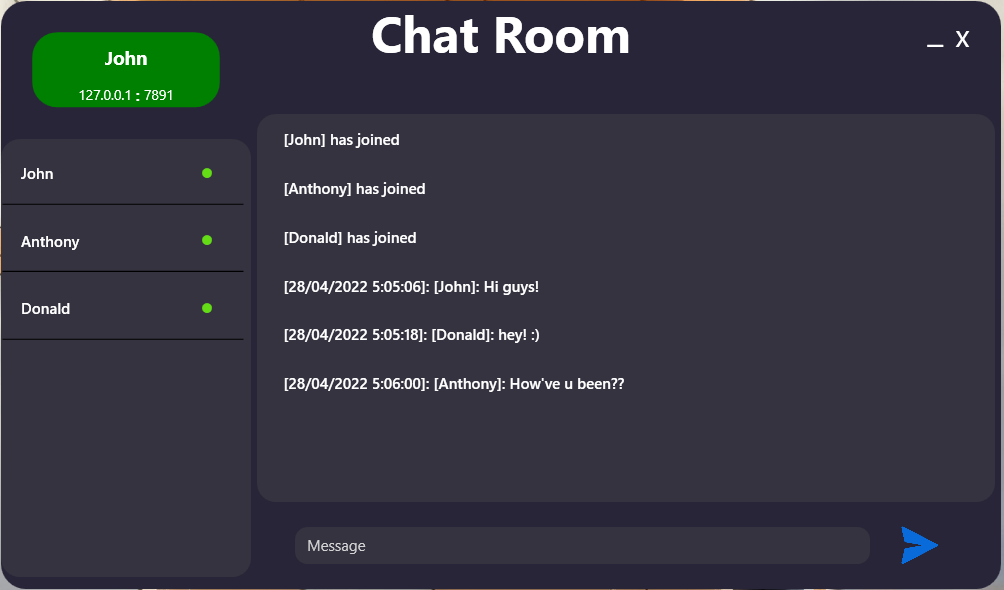 Chat Room
_ X
John
127.0.0.1 : 7891
John
Anthony
Donald
[John] has joined
[Anthony] has joined
[Donald] has joined
[28/04/2022 5:05:06]: [John]: Hi guys!
[28/04/2022 5:05:18]: [Donald]: hey! :)
[28/04/2022 5:06:00]: [Anthony]: How've u been??
Message